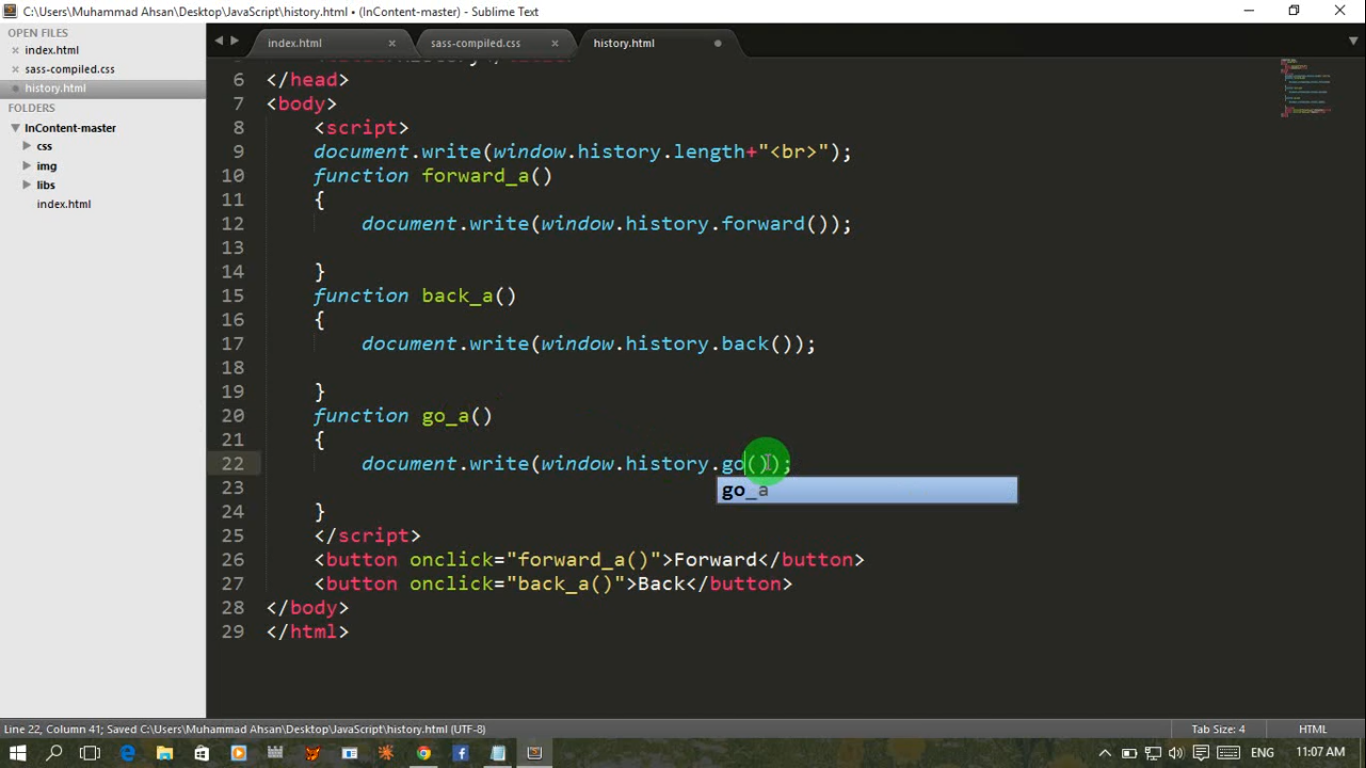 C:\Users\Muhammad Ahsan\Desktop\JavaScript\history.html • (InContent-master) - Sublime Text
OPEN FILES
index.html
sass-compiled.css
history.html
FOLDERS
InContent-master
css
img
libs
index.html
index.html
sass-compiled.css
history.html
6 </head>
7 <body>
8 <script>
9 document.write(window.history.length+"<br>");
10 function forward_a()
11 {
12 document.write(window.history.forward());
13
14 }
15 function back_a()
16 {
17 document.write(window.history.back());
18
19 }
20 function go_a()
21 {
22 document.write(window.history.go());
go_a
23
24 }
25 </script>
26 <button onclick="forward_a()">Forward</button>
27 <button onclick="back_a()">Back</button>
28 </body>
29 </html>
Line 22, Column 41; Saved C:\Users\Muhammad Ahsan\Desktop\JavaScript\history.html (UTF-8)
Tab Size: 4
HTML
ENG
11:07 AM